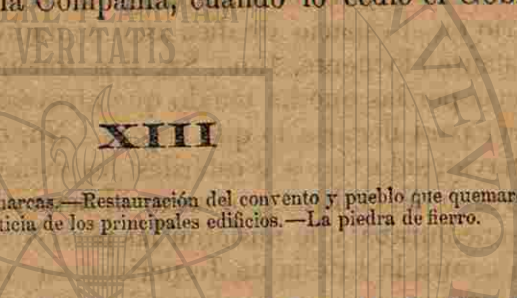 la Compañía, cuando lo cedió el Gob
VERITATIS
XIII
marcas.—Restauración del convento y pueblo que quemar
ticia de los principales edificios.—La piedra de fierro.